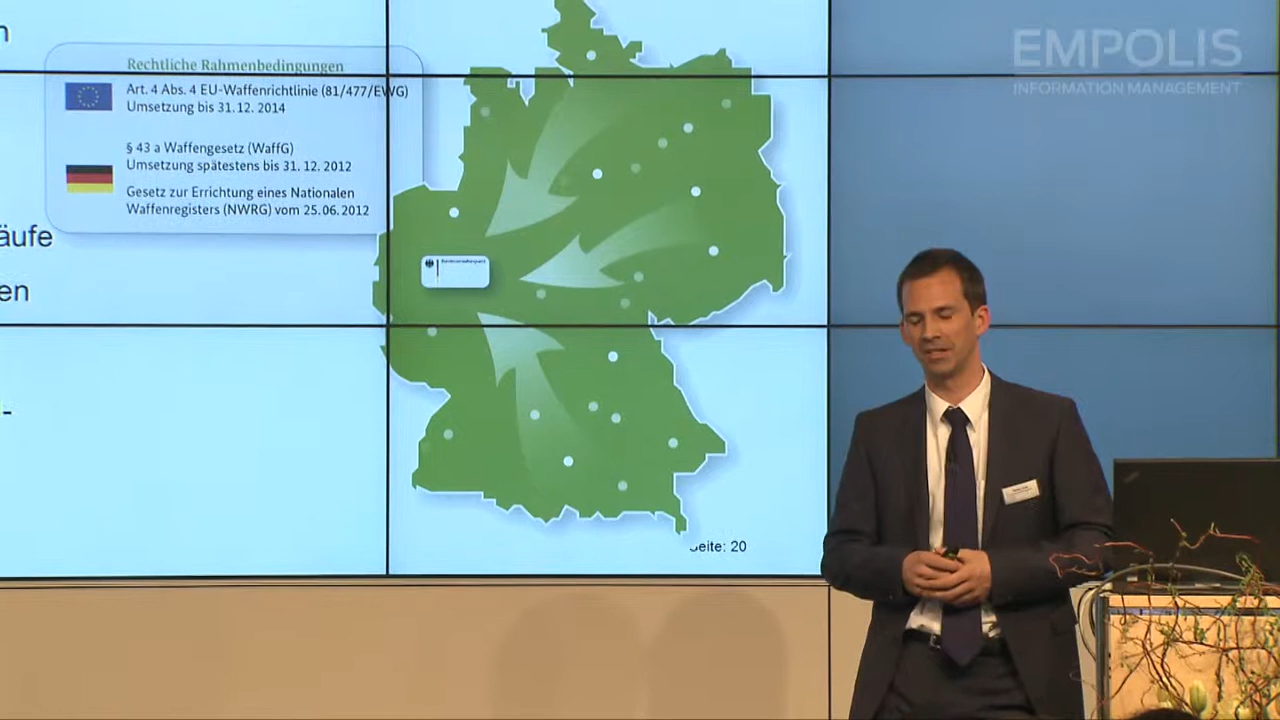 n
EMPOLIS
INFORMATION MANAGEMENT
Rechtliche Rahmenbedingungen
Art. 4 Abs. 4 EU-Waffenrichtlinie (81/477/EWG)
Umsetzung bis 31.12.2014
§ 43 a Waffengesetz (WaffG)
Umsetzung spätestens bis 31. 12. 2012
Gesetz zur Errichtung eines Nationalen
Waffenregisters (NWRG) vom 25.06.2012
äufe
en
Bundesverwaltungsamt
-
Seite: 20